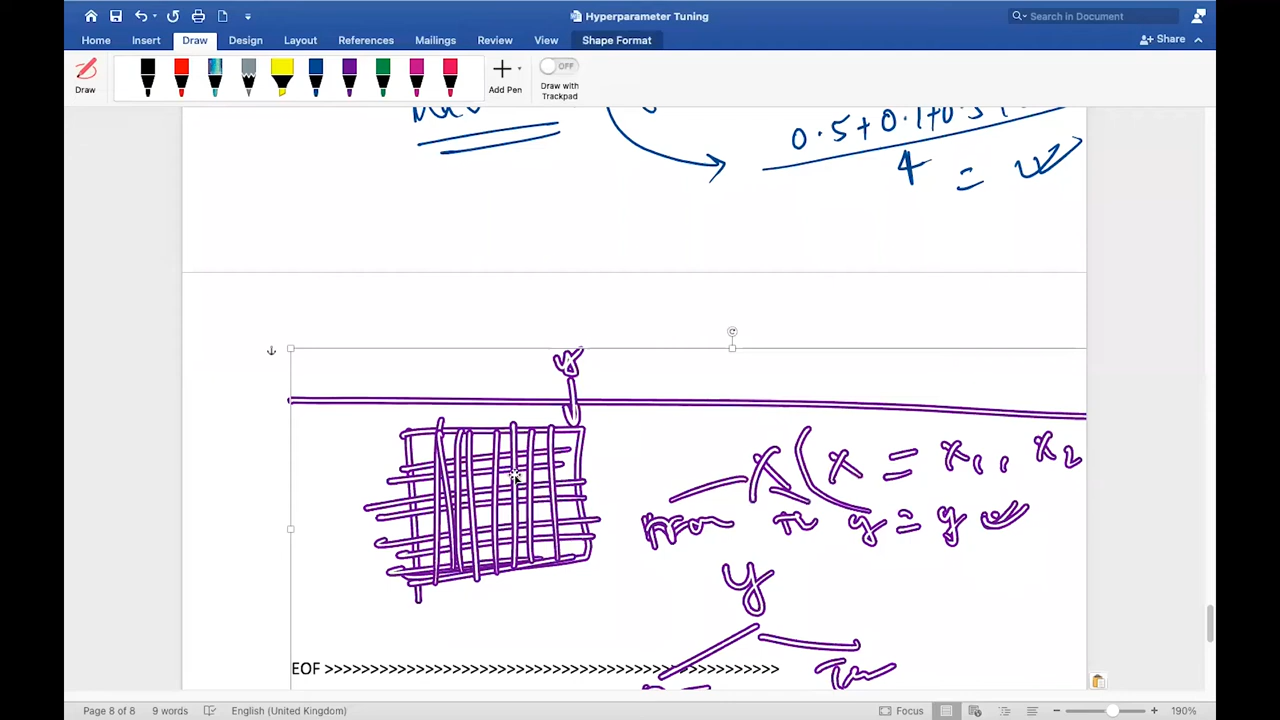 Hyperparameter Tuning
Search in Document
Home Insert Draw Design Layout References Mailings Review View Shape Format
Share
OFF
Draw Add Pen Draw with Trackpad
0.5+0.1+0.3
4 =
x = x1, x2
y = y
y
EOF >>>>>>>>>>>>>>>>>>>>>>>>>>>>>>>>>>>>>>>>>>>>>>>>>>
Page 8 of 8 9 words English (United Kingdom) Focus 190%